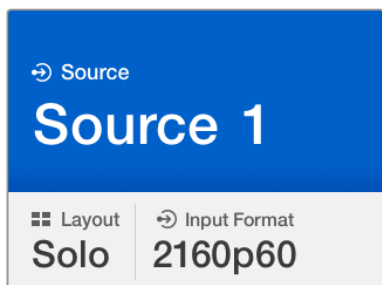 Source
Source 1
Layout
Input Format
Solo
2160p60